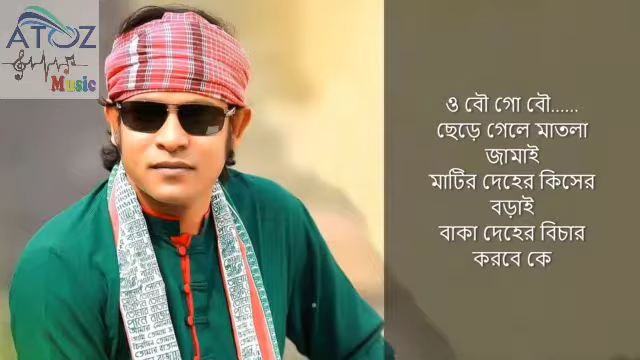 ATOZ
Music
ও বৌ গো বৌ......
ছেড়ে গেলে মাতলা
জামাই
মাটির দেহের কিসের
বড়াই
বাকা দেহের বিচার
করবে কে